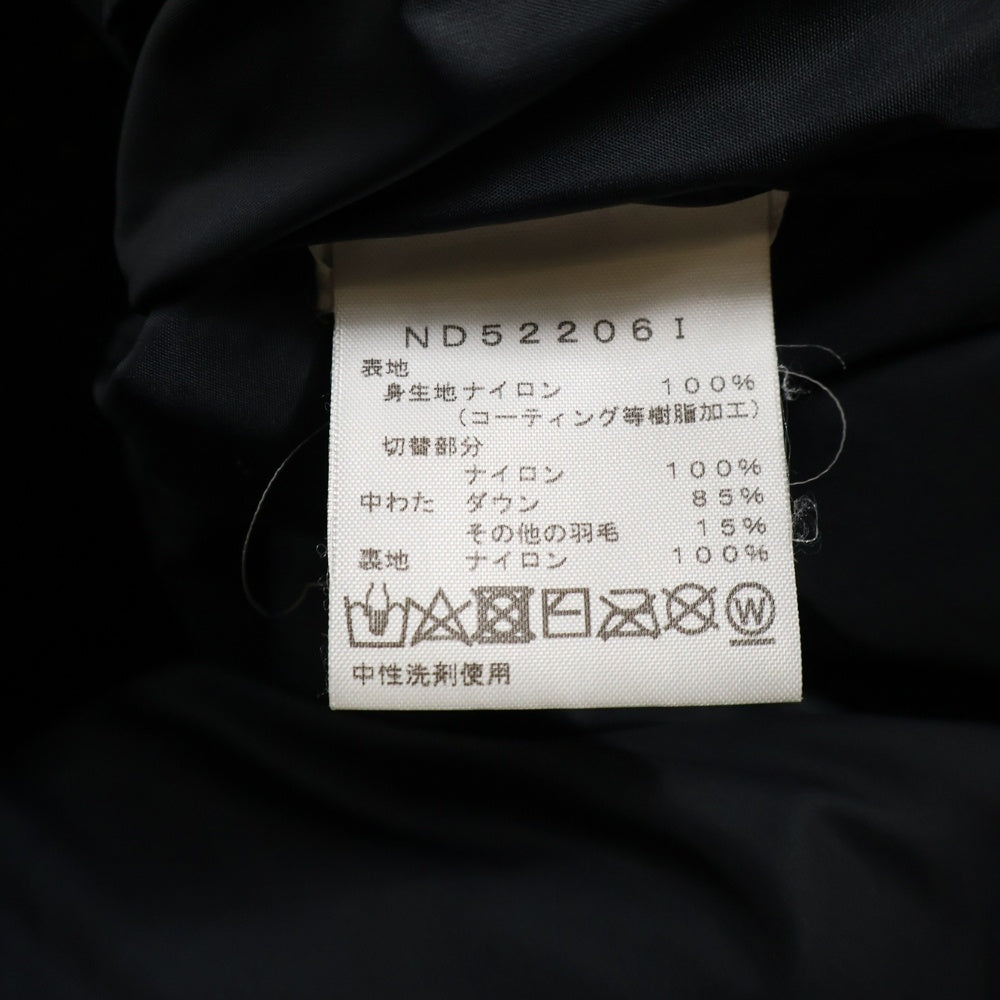 ND52206I
表地
身生地ナイロン 100%
(コーティング等樹脂加工)
切替部分
ナイロン 100%
中わた ダウン 85%
その他の羽毛 15%
裏地 ナイロン 100%
W
中性洗剤使用